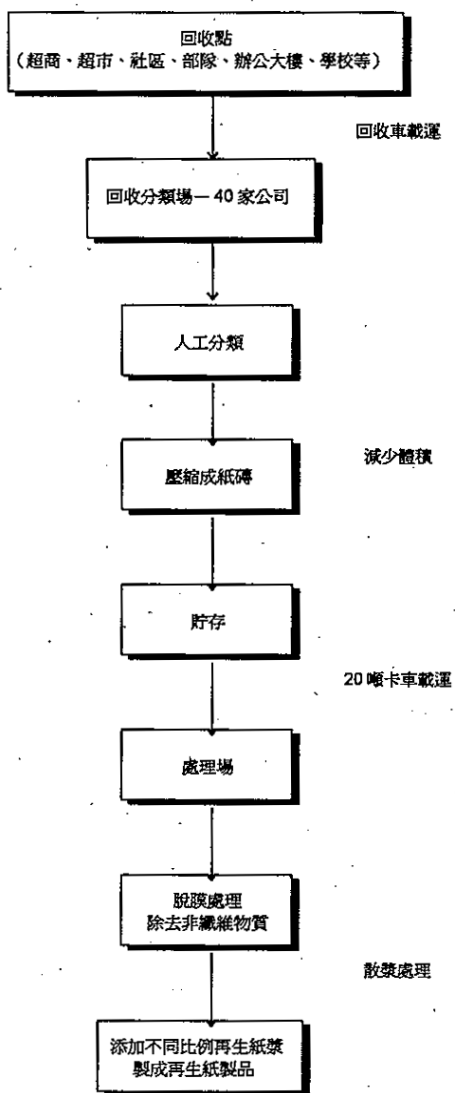 回收點
（超商、超市、社區、部隊、辦公大樓、學校等）
回收車載運
回收分類場－40 家公司
人工分類
壓縮成紙磚
減少體積
貯存
20 噸卡車載運
處理場
脫膜處理
除去非纖維物質
散漿處理
添加不同比例再生紙漿
製成再生紙製品